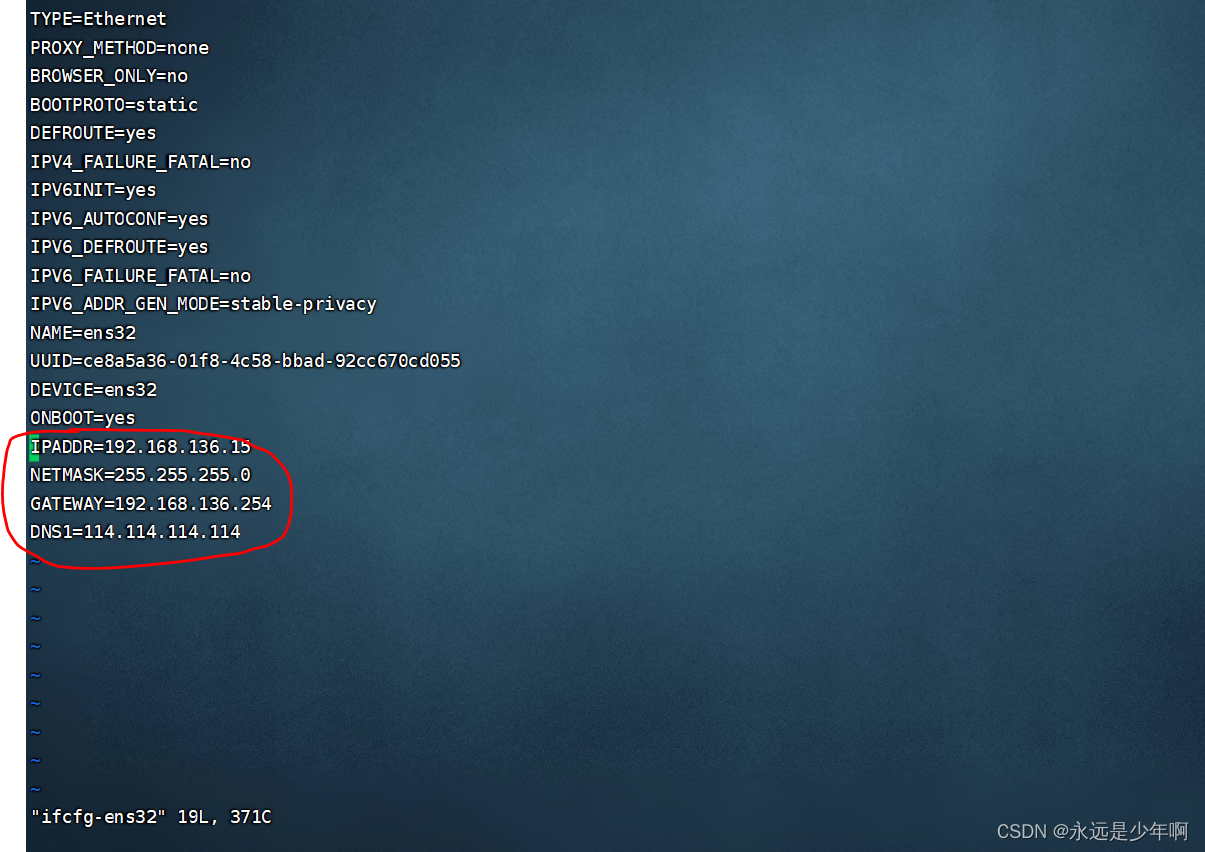 TYPE=Ethernet
PROXY_METHOD=none
BROWSER_ONLY=no
BOOTPROTO=static
DEFROUTE=yes
IPV4_FAILURE_FATAL=no
IPV6INIT=yes
IPV6_AUTOCONF=yes
IPV6_DEFROUTE=yes
IPV6_FAILURE_FATAL=no
IPV6_ADDR_GEN_MODE=stable-privacy
NAME=ens32
UUID=ce8a5a36-01f8-4c58-bbad-92cc670cd055
DEVICE=ens32
ONBOOT=yes
IPADDR=192.168.136.15
NETMASK=255.255.255.0
GATEWAY=192.168.136.254
DNS1=114.114.114.114
~
~
~
~
~
~
~
~
~
"ifcfg-ens32" 19L, 371C
CSDN @永远是少年啊